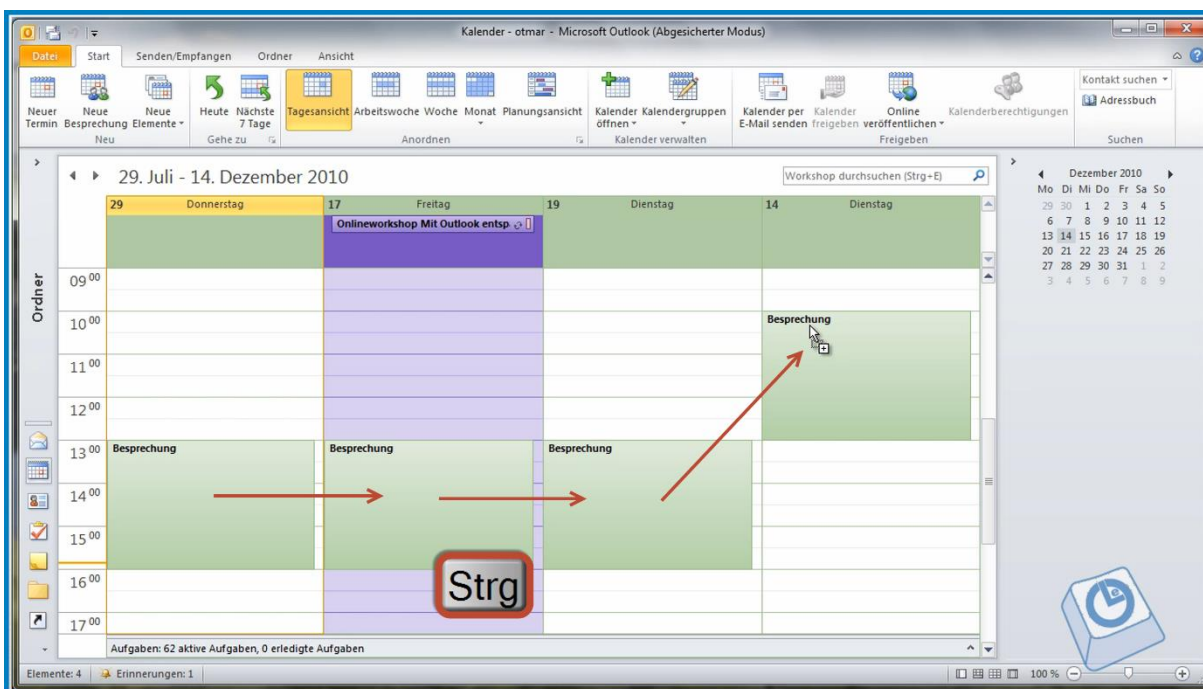 Kalender - otmar - Microsoft Outlook (Abgesicherter Modus)
Datei Start Senden/Empfangen Ordner Ansicht
Neuer Termin
Neue Besprechung
Neue Elemente
Heute
Nächste 7 Tage
Tagesansicht
Arbeitswoche
Woche
Monat
Planungsansicht
Kalender öffnen
Kalendergruppen
Kalender per E-Mail senden
Kalender freigeben
Online veröffentlichen
Kalenderberechtigungen
Kontakt suchen
Adressbuch
Neu Gehe zu Anordnen Kalender verwalten Freigeben Suchen
29. Juli - 14. Dezember 2010
Workshop durchsuchen (Strg+E)
29 Donnerstag 17 Freitag 19 Dienstag 14 Dienstag
Onlineworkshop Mit Outlook entsp
Ordner
09 00
10 00
Besprechung
11 00
12 00
13 00
Besprechung Besprechung Besprechung
14 00
15 00
Strg
16 00
17 00
Aufgaben: 62 aktive Aufgaben, 0 erledigte Aufgaben
Dezember 2010
Mo Di Mi Do Fr Sa So
29 30 1 2 3 4 5
6 7 8 9 10 11 12
13 14 15 16 17 18 19
20 21 22 23 24 25 26
27 28 29 30 31 1 2
3 4 5 6 7 8 9
Elemente: 4 Erinnerungen: 1 100 %